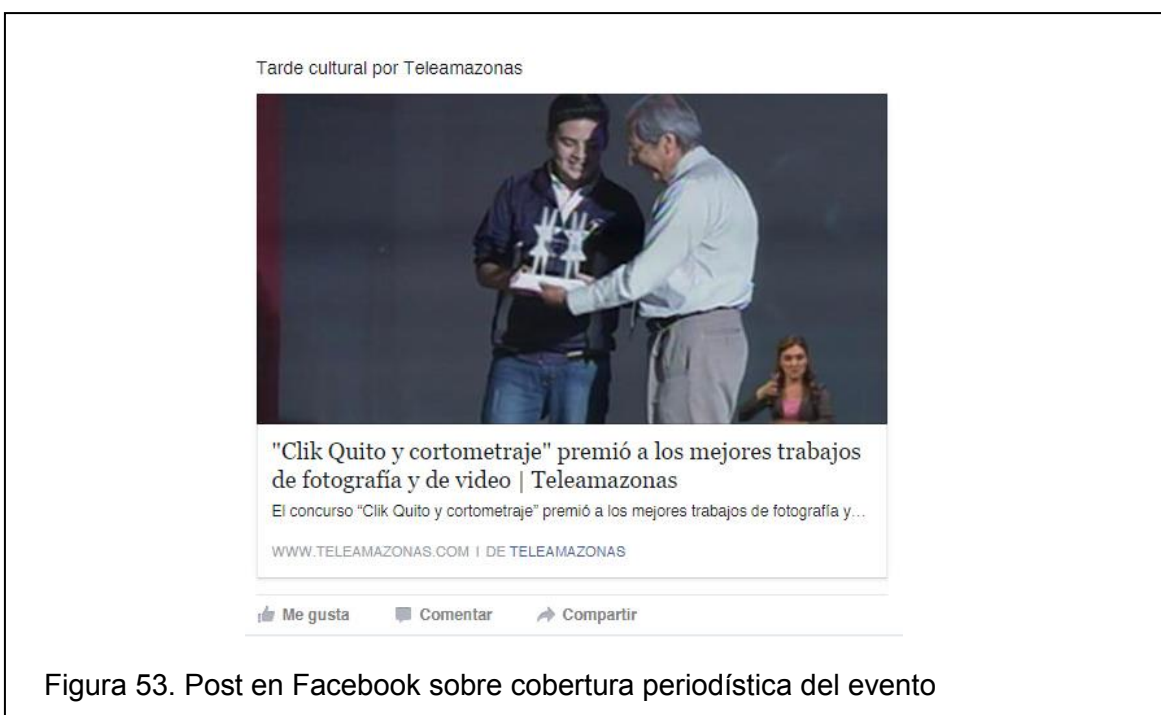 Tarde cultural por Teleamazonas
"Clik Quito y cortometraje" premió a los mejores trabajos
de fotografía y de video | Teleamazonas
El concurso “Clik Quito y cortometraje” premió a los mejores trabajos de fotografía y…
WWW.TELEAMAZONAS.COM | DE TELEAMAZONAS
Me gusta Comentar Compartir
Figura 53. Post en Facebook sobre cobertura periodística del evento